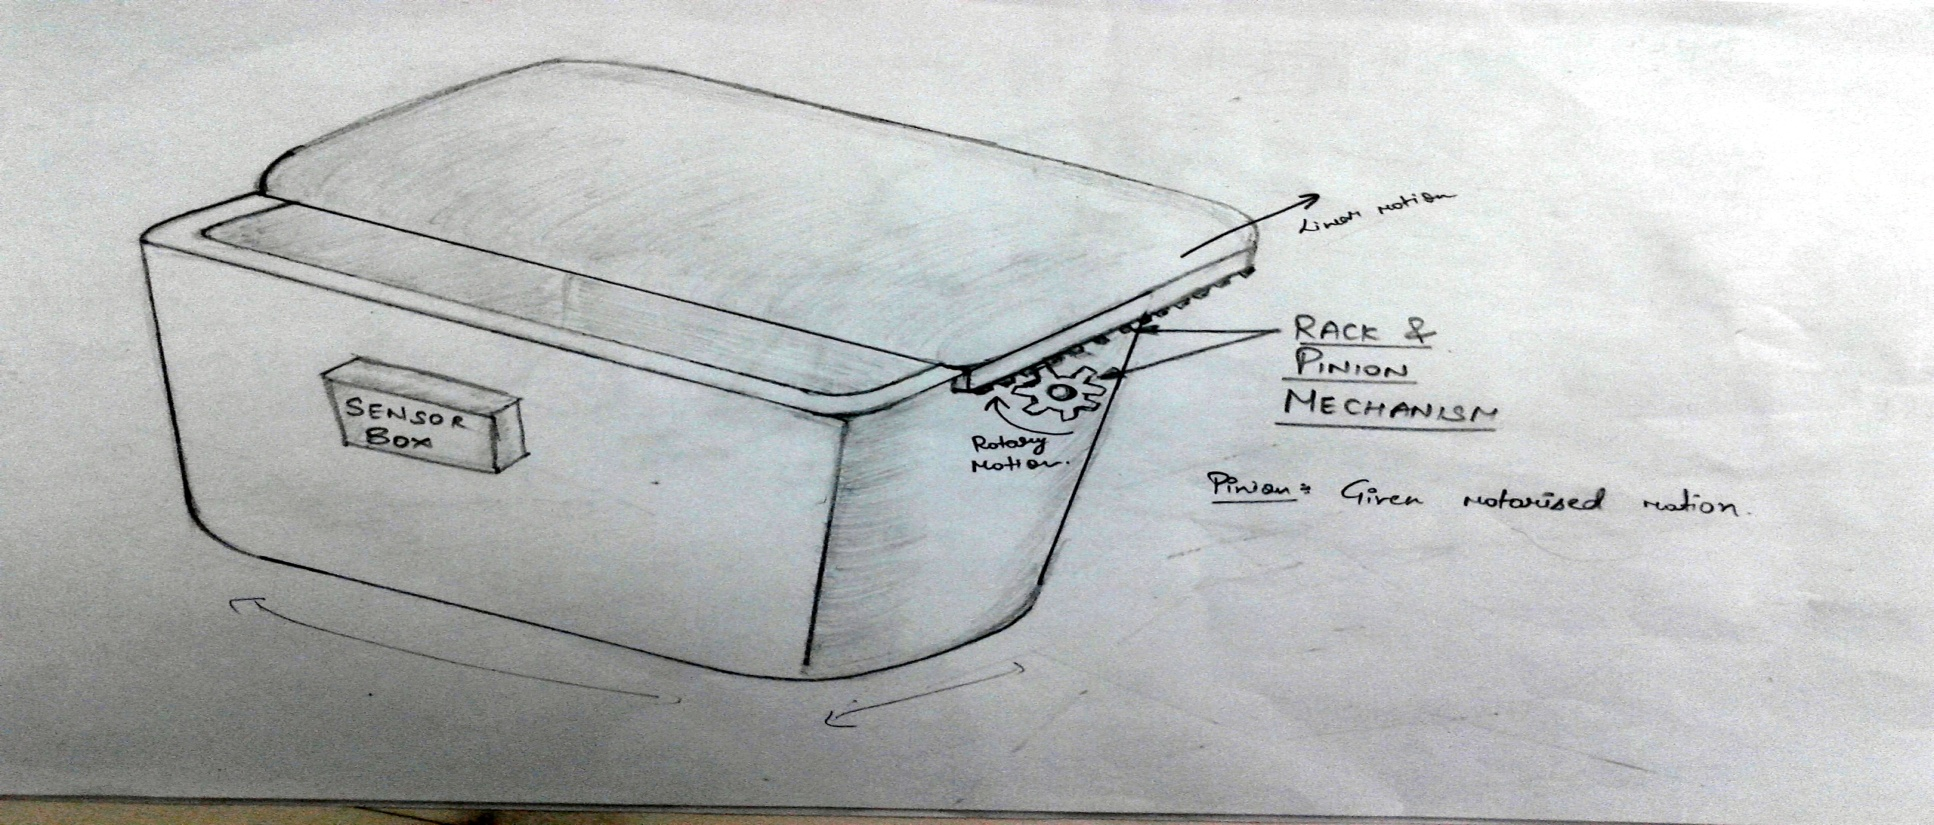 Linear motion
RACK &
PINION
MECHANISM
SENSOR
BOX
Rotary
Motion.
Pinion: Given motorised motion.